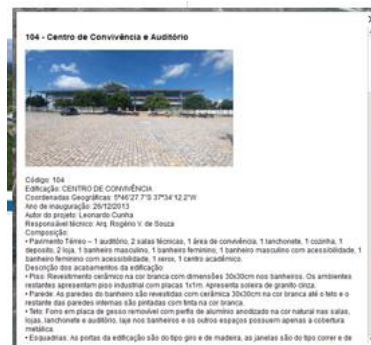 104 - Centro de Convivência e Auditório
Código: 104
Edificação: CENTRO DE CONVIVÊNCIA
Coordenadas Geográficas: 5º46'27.7"S 37º34'12.2"W
Ano de inauguração: 26/12/2013
Autor do projeto: Leonardo Cunha
Responsável técnico: Arq. Rogério V. de Souza
Composição:
• Pavimento Térreo – 1 auditório, 2 salas técnicas, 1 área de convivência, 1 lanchonete, 1 cozinha, 1
depósito, 2 loja, 1 banheiro masculino, 1 banheiro feminino, 1 banheiro masculino com acessibilidade, 1
banheiro feminino com acessibilidade, 1 xerox, 1 centro acadêmico.
Descrição dos acabamentos da edificação:
• Piso: Revestimento cerâmico na cor branca com dimensões 30x30cm nos banheiros. Os ambientes
restantes apresentam piso industrial com placas 1x1m. Apresenta soleira de granito cinza.
• Parede: As paredes do banheiro são revestidas com cerâmica 30x30cm na cor branca até o teto e o
restante das paredes internas são pintadas com tinta na cor branca.
• Teto: Forro em placa de gesso removível com perfis de alumínio anodizado na cor natural nas salas,
lojas, lanchonete e auditório, laje nos banheiros e os outros espaços possuem apenas a cobertura
metálica.
• Esquadrias: As portas da edificação são do tipo giro e de madeira, as janelas são do tipo correr e de